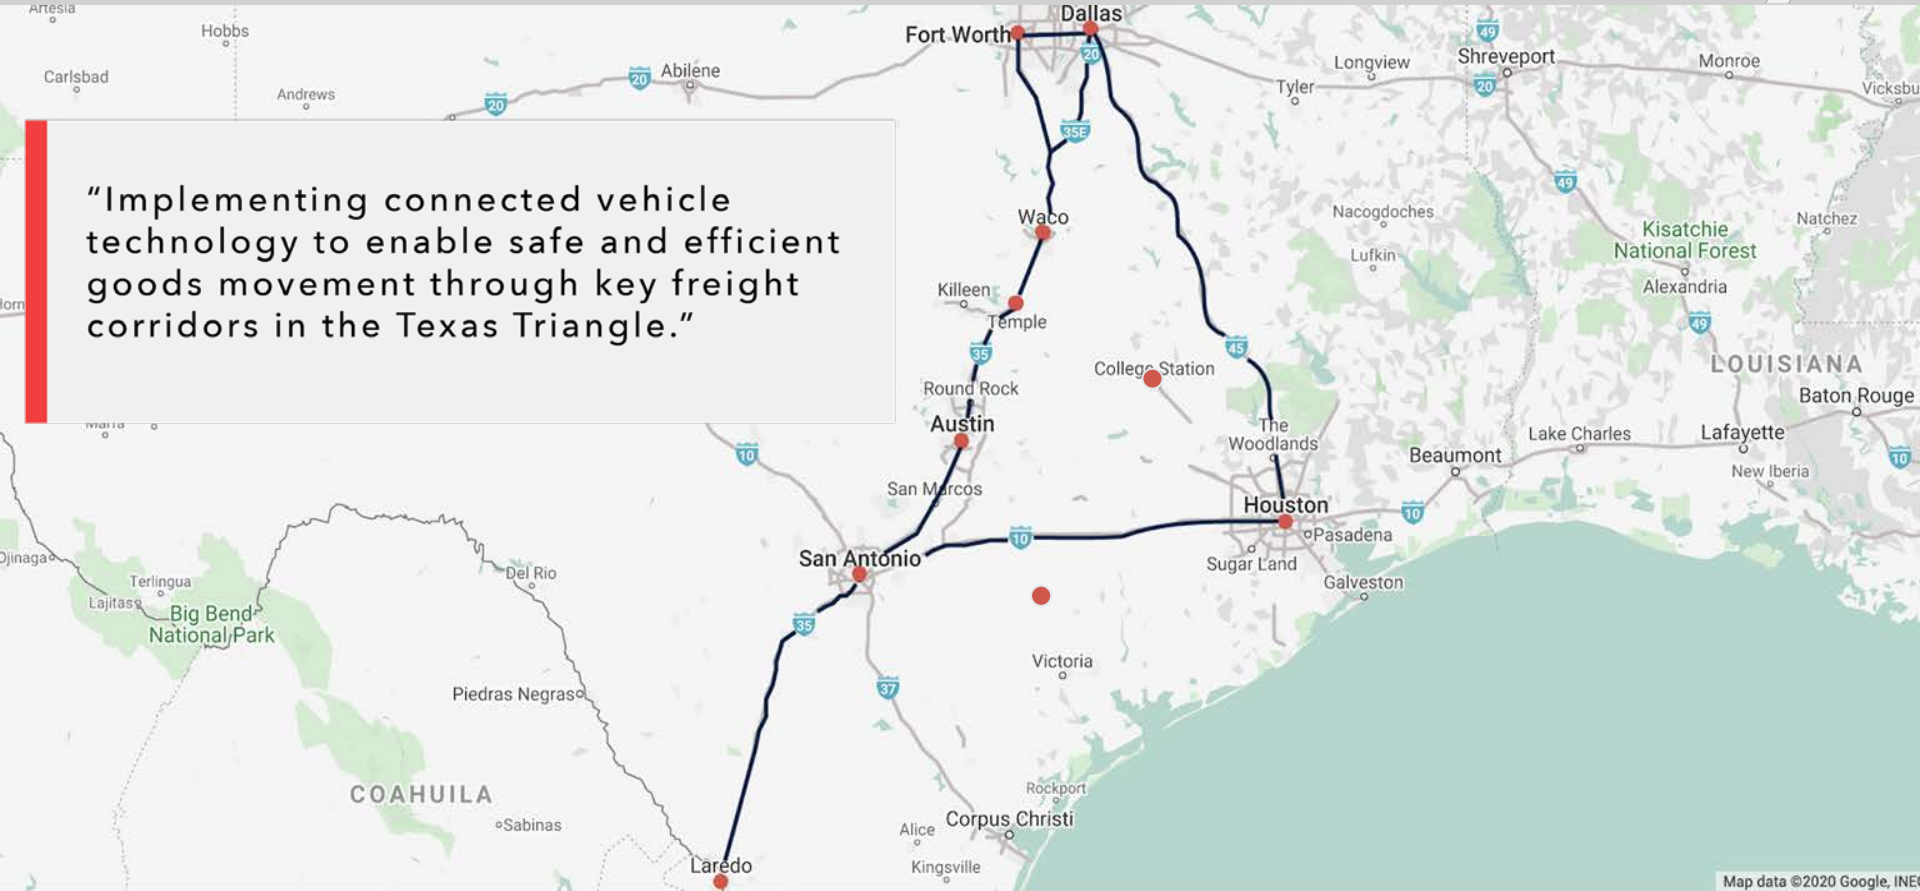 Artesia
Hobbs
Carlsbad
Andrews
20
20
Abilene
Fort Worth
Dallas
20
35E
Tyler
Longview
49
Shreveport
20
Monroe
“Implementing connected vehicle
technology to enable safe and efficient
goods movement through key freight
corridors in the Texas Triangle.”
Waco
49
Nacogdoches
Lufkin
Kisatchie
National Forest
Natchez
Alexandria
49
Killeen
Temple
35
45
College Station
LOUISIANA
Round Rock
Austin
Baton Rouge
Marfa
10
The
Woodlands
Lake Charles
Lafayette
Beaumont
New Iberia
10
San Marcos
Houston
10
Pasadena
10
San Antonio
Sugar Land
Galveston
Ojinaga
Terlingua
Lajitas
Big Bend
National Park
Del Rio
35
37
Victoria
Piedras Negras
COAHUILA
Sabinas
Rockport
Corpus Christi
Alice
Kingsville
Laredo
Map data ©2020 Google,